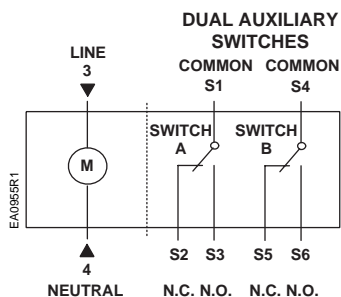 DUAL AUXILIARY
SWITCHES
LINE
3
COMMON COMMON
S1 S4
SWITCH
A
SWITCH
B
M
EA0955R1
4
NEUTRAL
S2 S3 S5 S6
N.C. N.O. N.C. N.O.